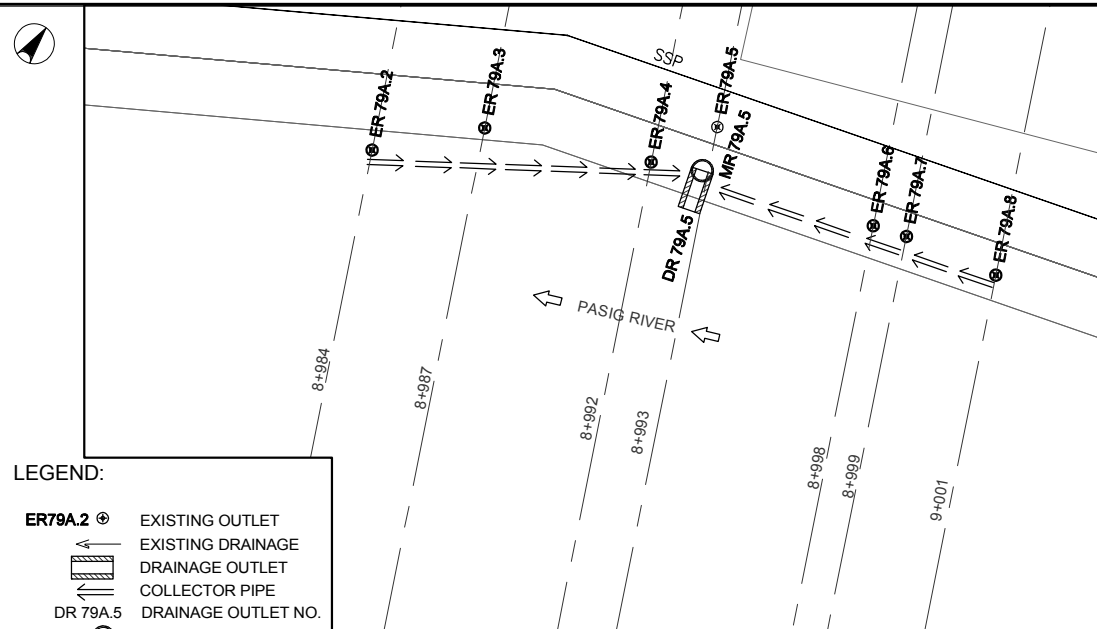 SSP
ER 79A.2
ER 79A.3
ER 79A.4
ER 79A.5
MR 79A.5
ER 79A.6
ER 79A.7
ER 79A.8
DR 79A.5
PASIG RIVER
8+984
8+987
8+992
8+993
8+998
8+999
9+001
LEGEND:
ER79A.2 EXISTING OUTLET
EXISTING DRAINAGE
DRAINAGE OUTLET
COLLECTOR PIPE
DR 79A.5 DRAINAGE OUTLET NO.